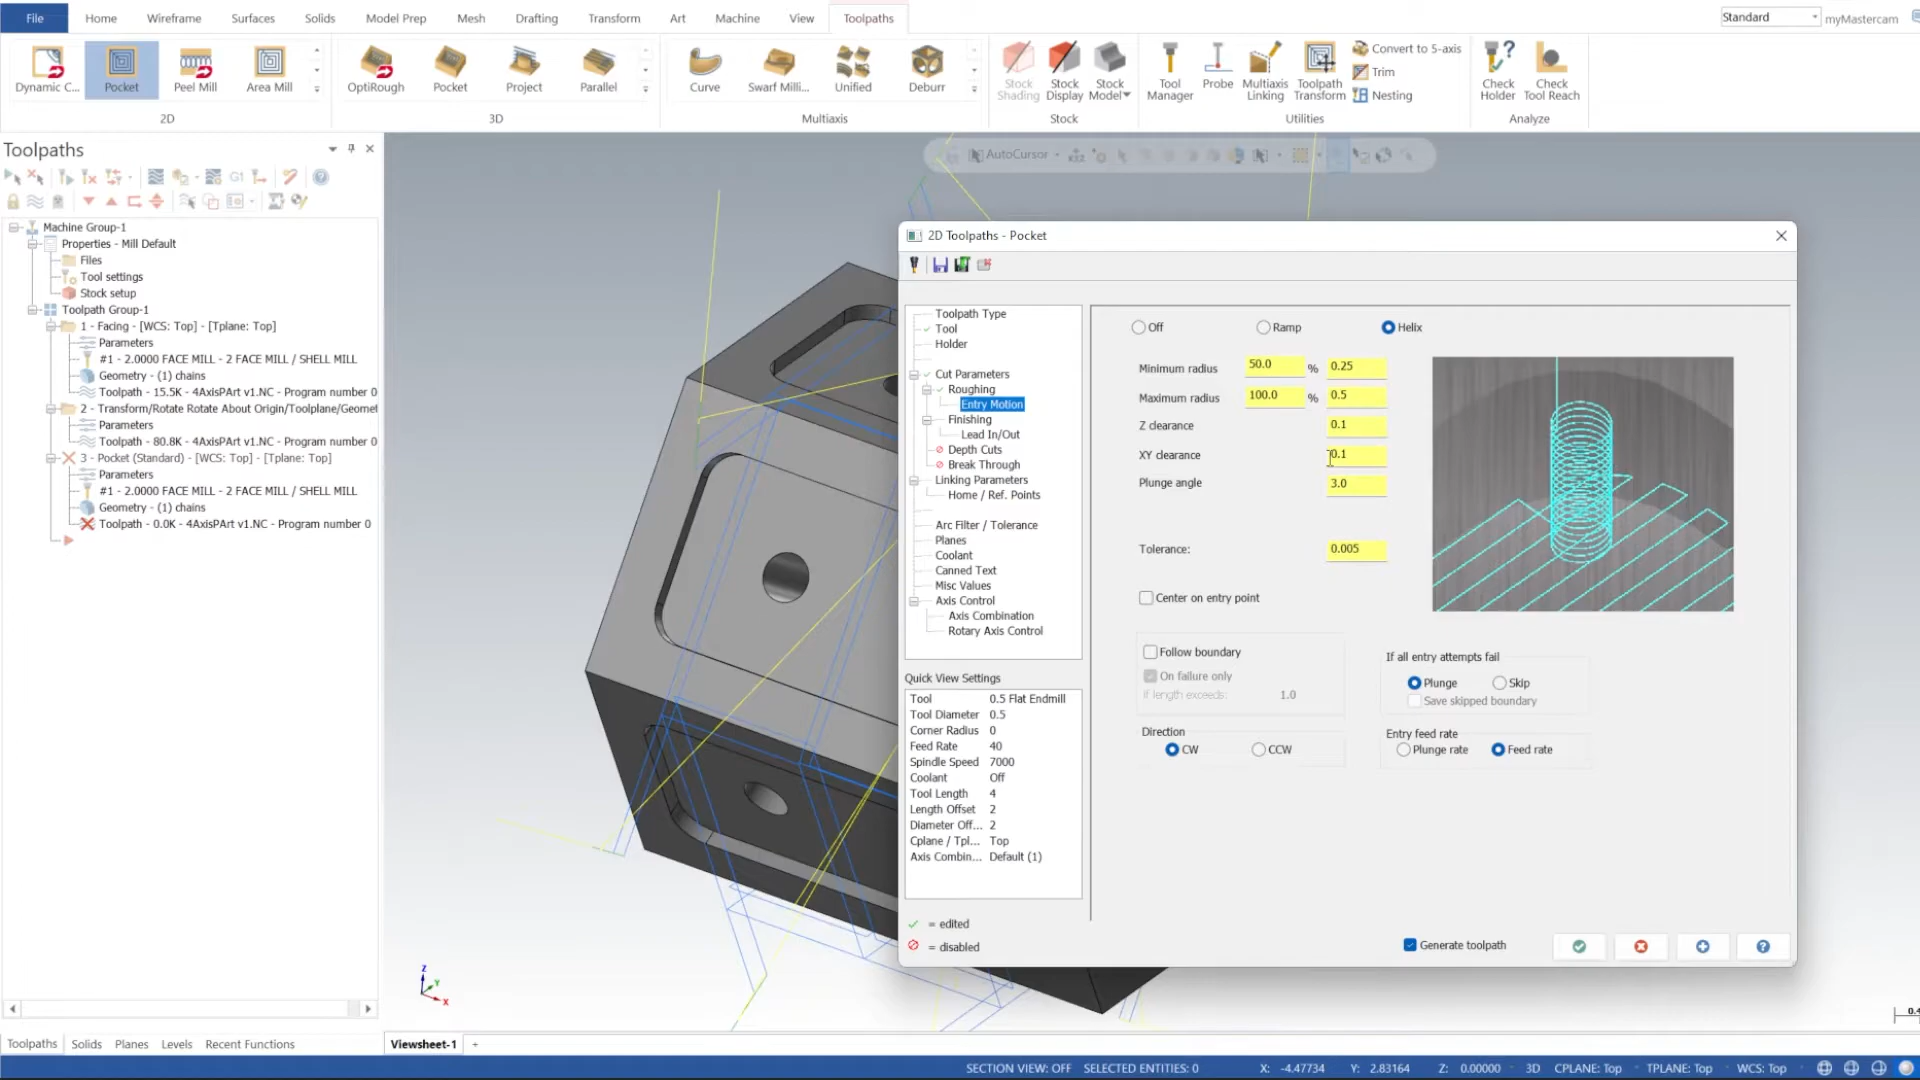 File Home Wireframe Surfaces Solids Model Prep Mesh Drafting Transform Art Machine View Toolpaths
Standard myMastercam
Dynamic C... Pocket Peel Mill Area Mill
OptiRough Pocket Project Parallel
Curve Swarf Milli... Unified Deburr
Stock Shading Stock Display Stock Model
Tool Manager Probe Multiaxis Linking Toolpath Transform
Convert to 5-axis
Trim
Nesting
Check Holder Check Tool Reach
2D 3D Multiaxis Stock Utilities Analyze
Toolpaths
AutoCursor
G1
Machine Group-1
Properties - Mill Default
Files
Tool settings
Stock setup
Toolpath Group-1
1 - Facing - [WCS: Top] - [Tplane: Top]
Parameters
#1 - 2.0000 FACE MILL - 2 FACE MILL / SHELL MILL
Geometry - (1) chains
Toolpath - 15.5K - 4AxisPArt v1.NC - Program number 0
2 - Transform/Rotate Rotate About Origin/Toolplane/Geomet
Parameters
Toolpath - 80.8K - 4AxisPArt v1.NC - Program number 0
3 - Pocket (Standard) - [WCS: Top] - [Tplane: Top]
Parameters
#1 - 2.0000 FACE MILL - 2 FACE MILL / SHELL MILL
Geometry - (1) chains
Toolpath - 0.0K - 4AxisPArt v1.NC - Program number 0
2D Toolpaths - Pocket
Toolpath Type
Tool
Holder
Cut Parameters
Roughing
Entry Motion
Finishing
Lead In/Out
Depth Cuts
Break Through
Linking Parameters
Home / Ref. Points
Arc Filter / Tolerance
Planes
Coolant
Canned Text
Misc Values
Axis Control
Axis Combination
Rotary Axis Control
Quick View Settings
Tool 0.5 Flat Endmill
Tool Diameter 0.5
Corner Radius 0
Feed Rate 40
Spindle Speed 7000
Coolant Off
Tool Length 4
Length Offset 2
Diameter Off... 2
Cplane / Tpl... Top
Axis Combin... Default (1)
= edited
= disabled
Off Ramp Helix
Minimum radius 50.0 % 0.25
Maximum radius 100.0 % 0.5
Z clearance 0.1
XY clearance 0.1
Plunge angle 3.0
Tolerance: 0.005
Center on entry point
Follow boundary
On failure only
If length exceeds: 1.0
Direction
CW CCW
If all entry attempts fail
Plunge Skip
Save skipped boundary
Entry feed rate
Plunge rate Feed rate
Generate toolpath
Z
Y
X
0.4
Toolpaths Solids Planes Levels Recent Functions
Viewsheet-1 +
SECTION VIEW: OFF SELECTED ENTITIES: 0 X: -4.47734 Y: 2.83164 Z: 0.00000 3D CPLANE: Top TPLANE: Top WCS: Top